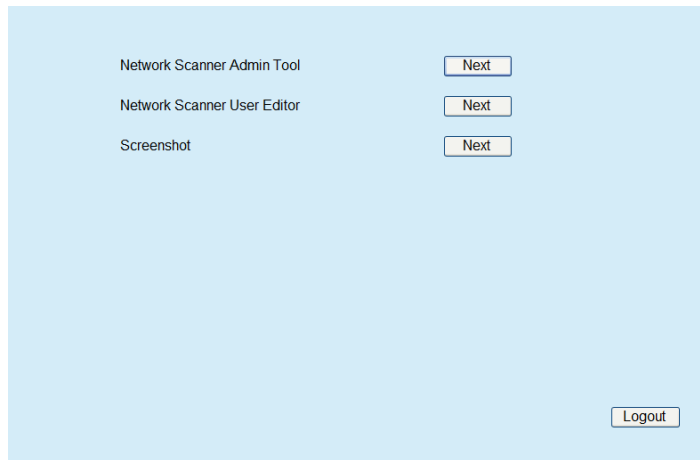 Network Scanner Admin Tool Next
Network Scanner User Editor Next
Screenshot Next
Logout